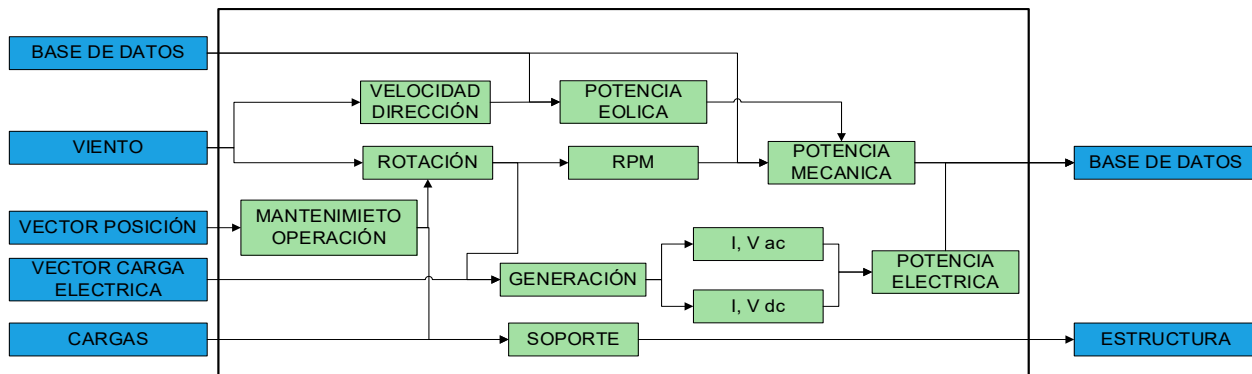 BASE DE DATOS
VELOCIDAD
DIRECCIÓN
POTENCIA
EOLICA
VIENTO
ROTACIÓN
RPM
POTENCIA
MECANICA
BASE DE DATOS
VECTOR POSICIÓN
MANTENIMIETO
OPERACIÓN
I, V ac
VECTOR CARGA
ELECTRICA
GENERACIÓN
POTENCIA
ELECTRICA
I, V dc
CARGAS
SOPORTE
ESTRUCTURA